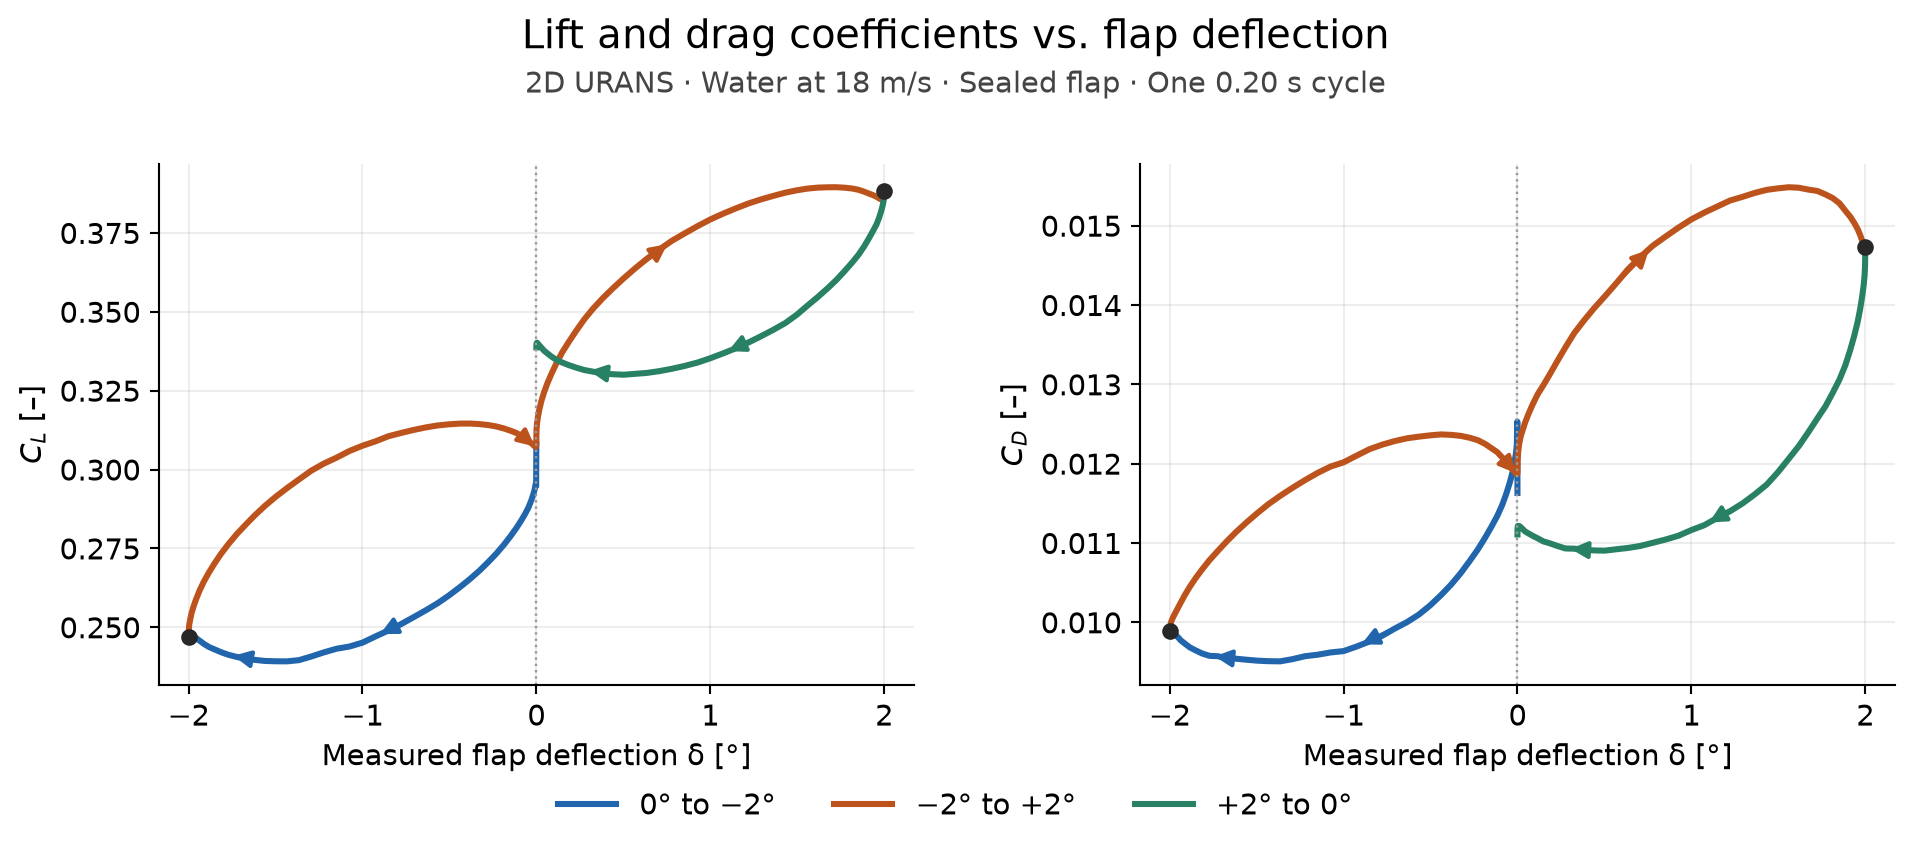 Lift and drag coefficients vs. flap deflection
2D URANS · Water at 18 m/s · Sealed flap · One 0.20 s cycle
C_L [–]
0.375
0.350
0.325
0.300
0.275
0.250
−2 −1 0 1 2
Measured flap deflection δ [°]
C_D [–]
0.015
0.014
0.013
0.012
0.011
0.010
−2 −1 0 1 2
Measured flap deflection δ [°]
0° to −2° −2° to +2° +2° to 0°